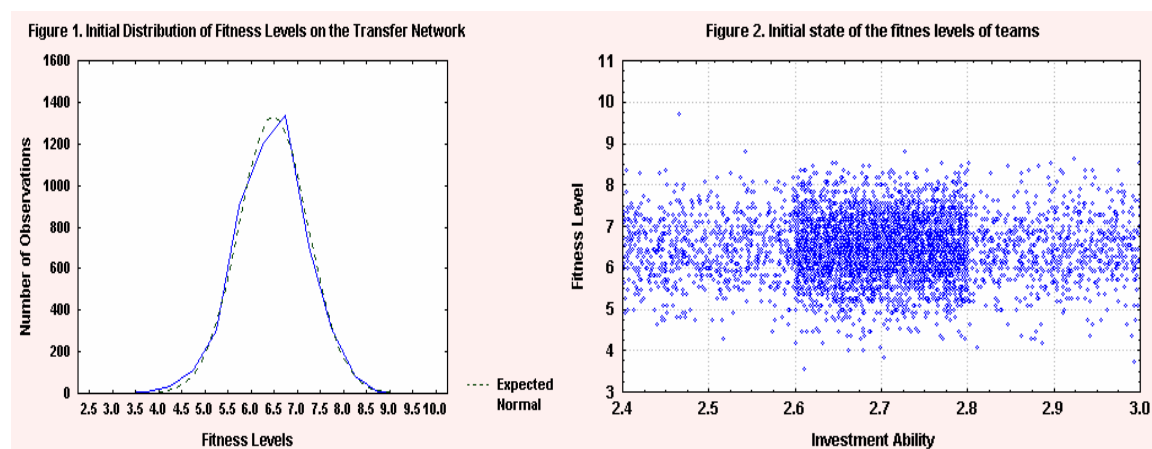 Figure 1. Initial Distribution of Fitness Levels on the Transfer Network
1600
1400
1200
1000
800
600
400
200
0
Number of Observations
2.5 3.0 3.5 4.0 4.5 5.0 5.5 6.0 6.5 7.0 7.5 8.0 8.5 9.0 9.5 10.0
Fitness Levels
Expected
Normal
Figure 2. Initial state of the fitnes levels of teams
11
10
9
8
7
6
5
4
3
Fitness Level
2.4 2.5 2.6 2.7 2.8 2.9 3.0
Investment Ability